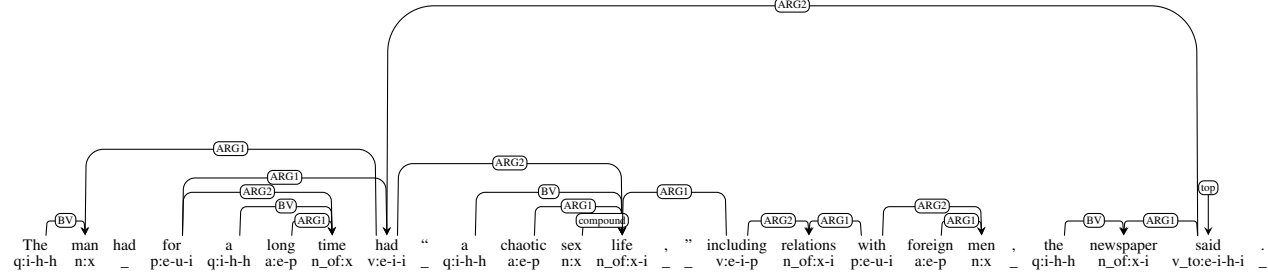 ARG2
ARG1 ARG2
ARG1
ARG2 BV ARG1
BV ARG1 top
BV ARG1 compound ARG2 ARG1 ARG2 ARG1 BV ARG1
The man had for a long time had “ a chaotic sex life , ” including relations with foreign men , the newspaper said .
q:i-h-h n:x _ p:e-u-i q:i-h-h a:e-p n_of:x v:e-i-i _ q:i-h-h a:e-p n:x n_of:x-i _ _ v:e-i-p n_of:x-i p:e-u-i a:e-p n:x _ q:i-h-h n_of:x-i v_to:e-i-h-i _